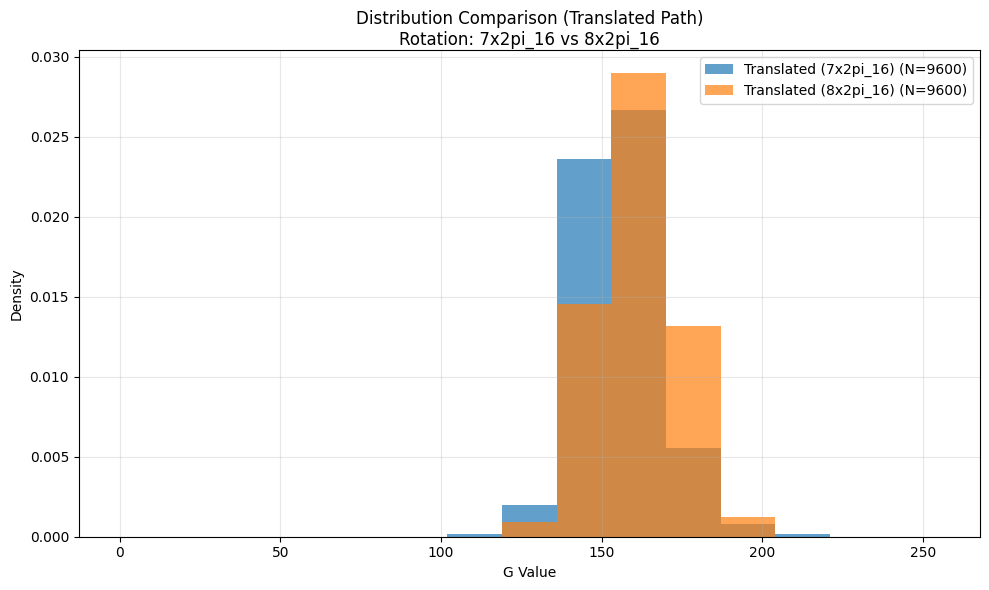 Distribution Comparison (Translated Path)
Rotation: 7x2pi_16 vs 8x2pi_16
Translated (7x2pi_16) (N=9600)
Translated (8x2pi_16) (N=9600)
0.030
0.025
0.020
0.015
0.010
0.005
0.000
Density
0 50 100 150 200 250
G Value